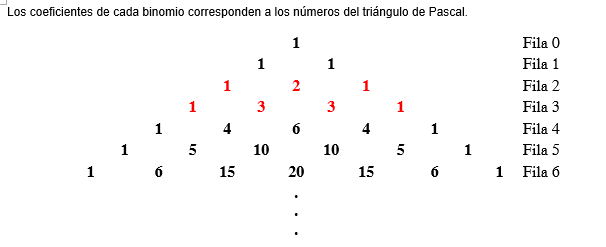 Los coeficientes de cada binomio corresponden a los números del triángulo de Pascal.
1 Fila 0
1 1 Fila 1
1 2 1 Fila 2
1 3 3 1 Fila 3
1 4 6 4 1 Fila 4
1 5 10 10 5 1 Fila 5
1 6 15 20 15 6 1 Fila 6
.
.
.